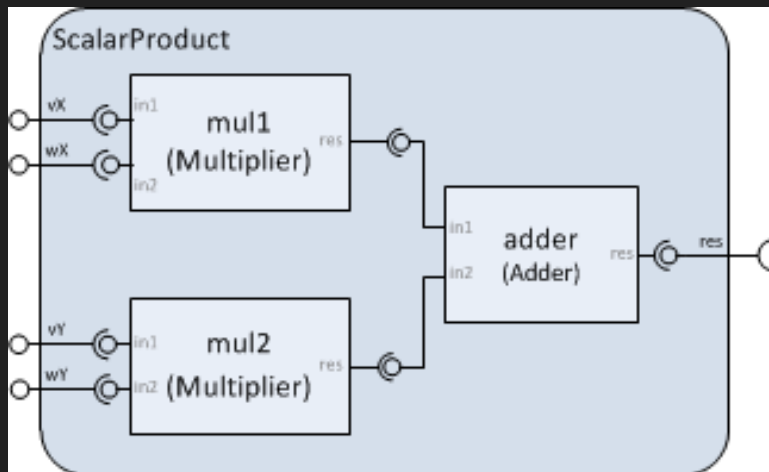 ScalarProduct
vX
in1
mul1
(Multiplier)
res
wX
in2
in1
adder
(Adder)
res
res
in2
vY
in1
mul2
(Multiplier)
res
wY
in2